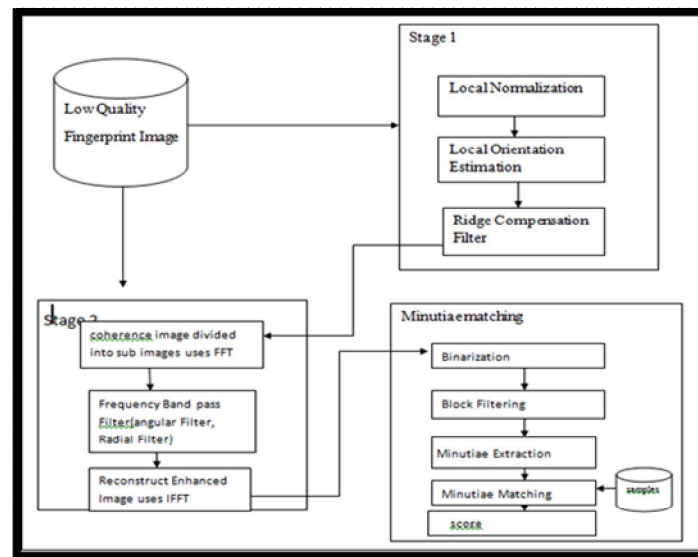 Low Quality
Fingerprint Image
Stage 1
Local Normalization
Local Orientation
Estimation
Ridge Compensation
Filter
Stage 2
coherence image divided
into sub images uses FFT
Frequency Band pass
Filter(angular Filter,
Radial Filter)
Reconstruct Enhanced
Image uses IFFT
Minutiaematching
Binarization
Block Filtering
Minutiae Extraction
Minutiae Matching
samples
score